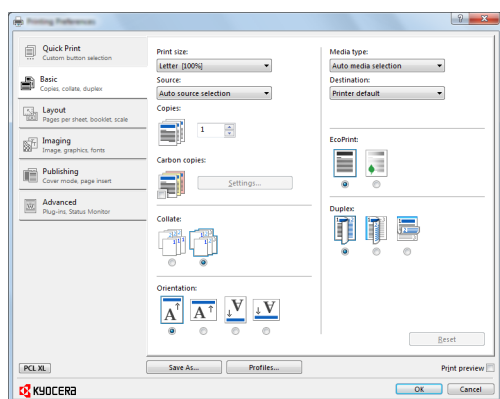 Printing Preferences
Quick Print
Custom button selection
Basic
Copies, collate, duplex
Layout
Pages per sheet, booklet, scale
Imaging
Image, graphics, fonts
Publishing
Cover mode, page insert
Advanced
Plug-ins, Status Monitor
Print size:
Letter [100%]
Source:
Auto source selection
Copies:
1
Carbon copies:
Settings...
Collate:
Orientation:
A A A A
Media type:
Auto media selection
Destination:
Printer default
EcoPrint:
Duplex:
Reset
PCL XL
Save As...
Profiles...
Print preview
KYOCERA
OK
Cancel